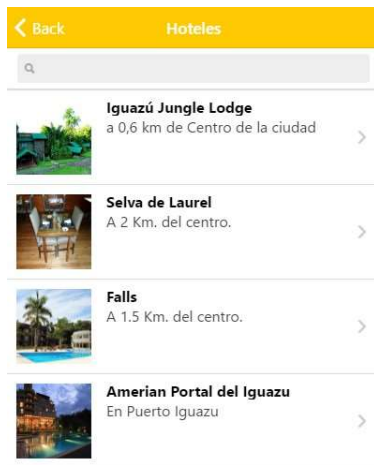 Back
Hoteles
Iguazú Jungle Lodge
a 0,6 km de Centro de la ciudad
Selva de Laurel
A 2 Km. del centro.
Falls
A 1.5 Km. del centro.
Amerian Portal del Iguazu
En Puerto Iguazu